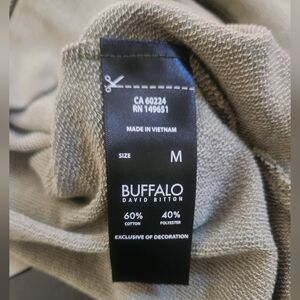 CA 60224
RN 149651
MADE IN VIETNAM
SIZE M
BUFFALO
DAVID BITTON
60% 40%
COTTON POLYESTER
EXCLUSIVE OF DECORATION